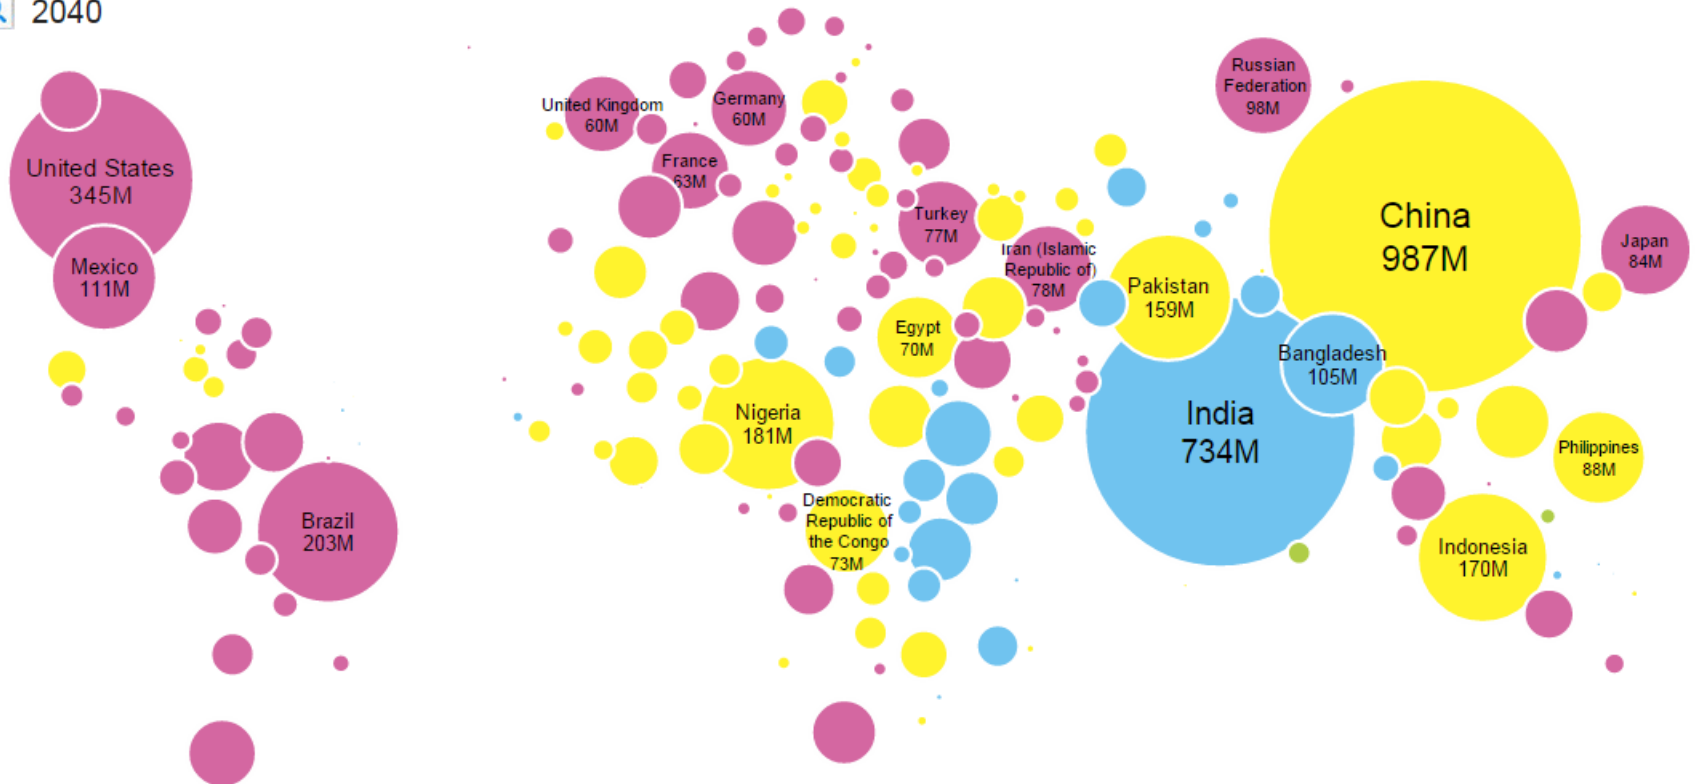 2040
United States
345M
Mexico
111M
Brazil
203M
United Kingdom
60M
Germany
60M
France
63M
Turkey
77M
Iran (Islamic
Republic of)
78M
Egypt
70M
Nigeria
181M
Democratic
Republic of
the Congo
73M
Russian
Federation
98M
China
987M
Japan
84M
Pakistan
159M
Bangladesh
105M
India
734M
Philippines
88M
Indonesia
170M